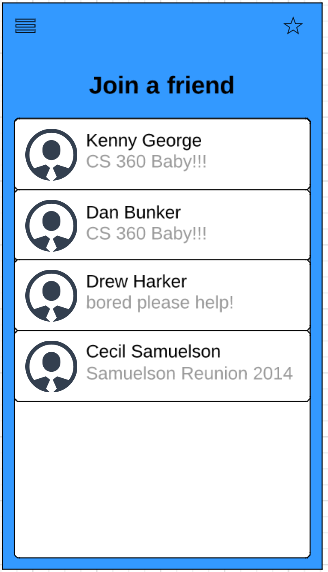 Join a friend
Kenny George
CS 360 Baby!!!
Dan Bunker
CS 360 Baby!!!
Drew Harker
bored please help!
Cecil Samuelson
Samuelson Reunion 2014